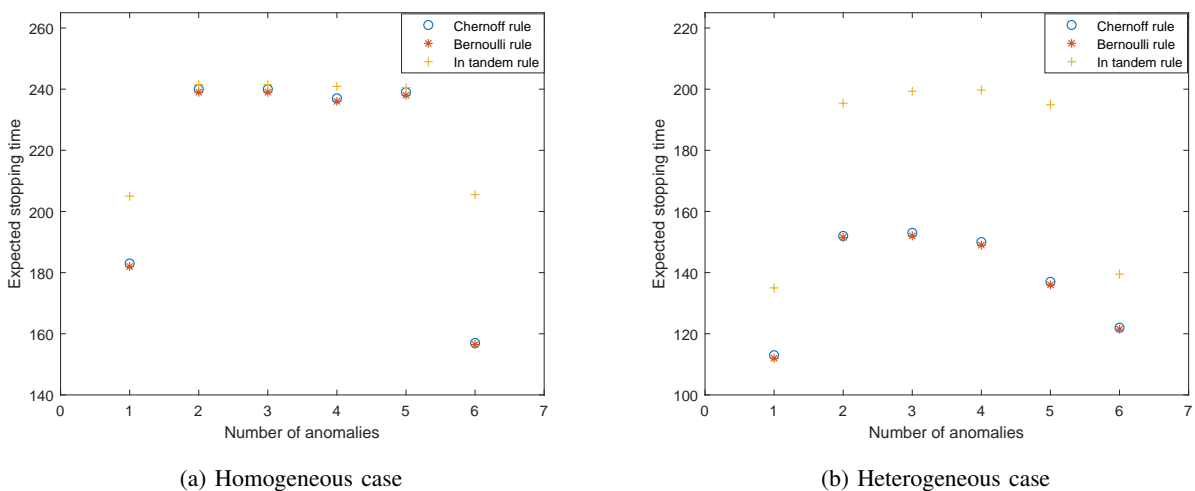 260
240
220
200
180
160
140
0 1 2 3 4 5 6 7
Expected stopping time
Number of anomalies
Chernoff rule
Bernoulli rule
In tandem rule
(a) Homogeneous case
220
200
180
160
140
120
100
0 1 2 3 4 5 6 7
Expected stopping time
Number of anomalies
Chernoff rule
Bernoulli rule
In tandem rule
(b) Heterogeneous case